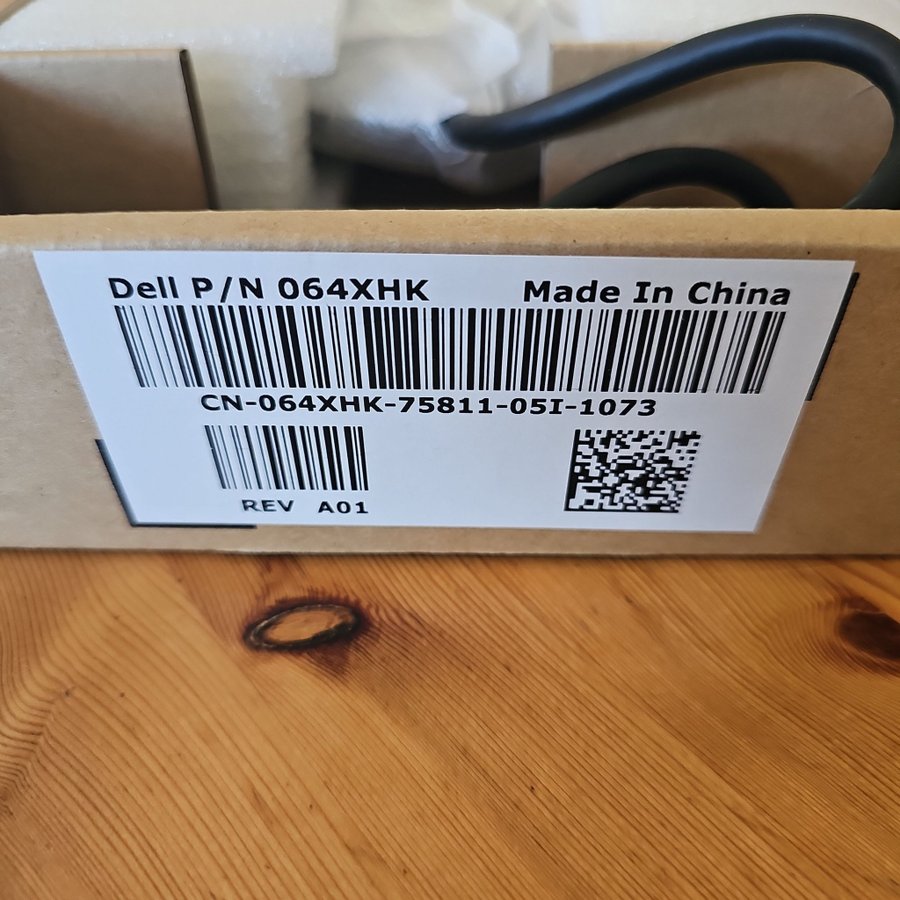 Dell P/N 064XHK Made In China
CN-064XHK-75811-05I-1073
REV A01